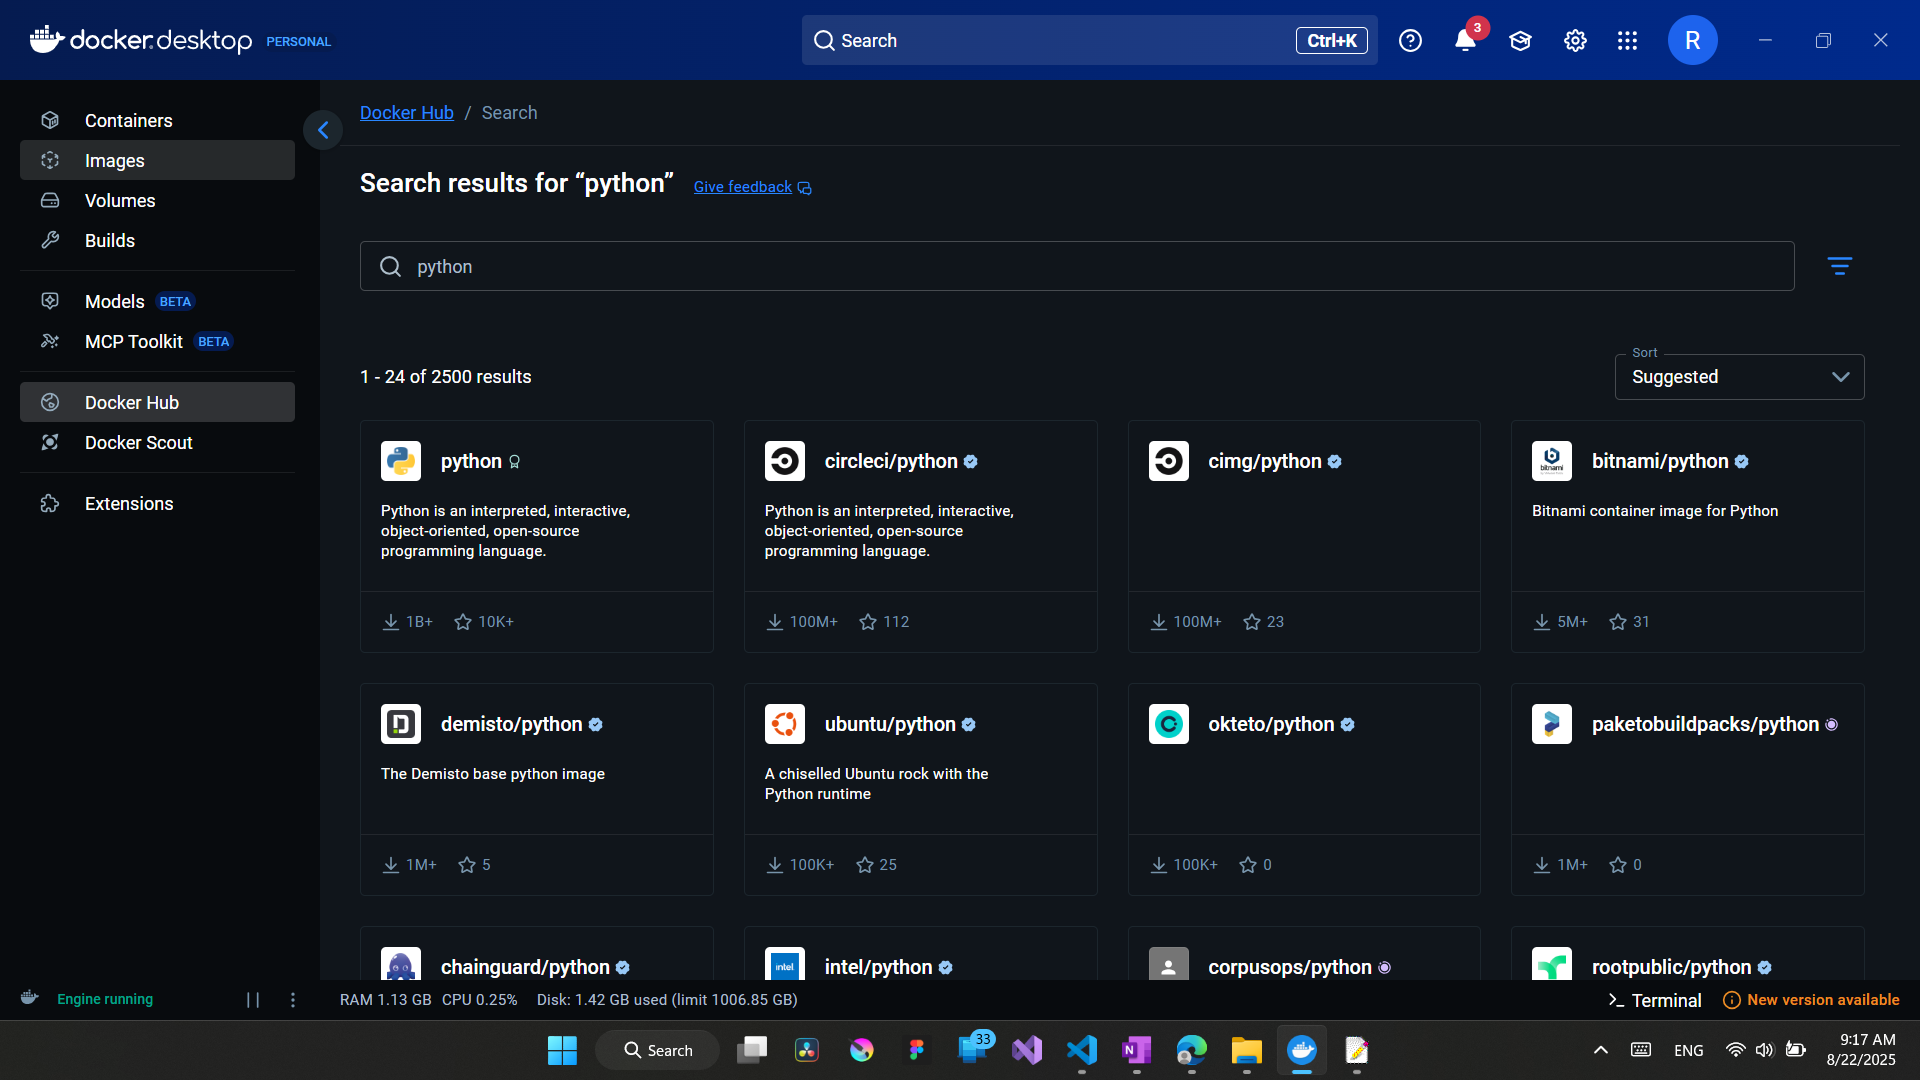 docker.desktop PERSONAL
Search Ctrl+K
3
R
Containers
Images
Volumes
Builds
Models BETA
MCP Toolkit BETA
Docker Hub
Docker Scout
Extensions
Docker Hub / Search
Search results for “python” Give feedback
python
1 - 24 of 2500 results
Sort
Suggested
python
Python is an interpreted, interactive,
object-oriented, open-source
programming language.
1B+ 10K+
circleci/python
Python is an interpreted, interactive,
object-oriented, open-source
programming language.
100M+ 112
cimg/python
100M+ 23
bitnami
bitnami/python
Bitnami container image for Python
5M+ 31
demisto/python
The Demisto base python image
1M+ 5
ubuntu/python
A chiselled Ubuntu rock with the
Python runtime
100K+ 25
okteto/python
100K+ 0
paketobuildpacks/python
1M+ 0
chainguard/python
intel
intel/python
corpusops/python
rootpublic/python
Engine running
RAM 1.13 GB CPU 0.25% Disk: 1.42 GB used (limit 1006.85 GB)
Terminal
New version available
Search
33
ENG
9:17 AM
8/22/2025